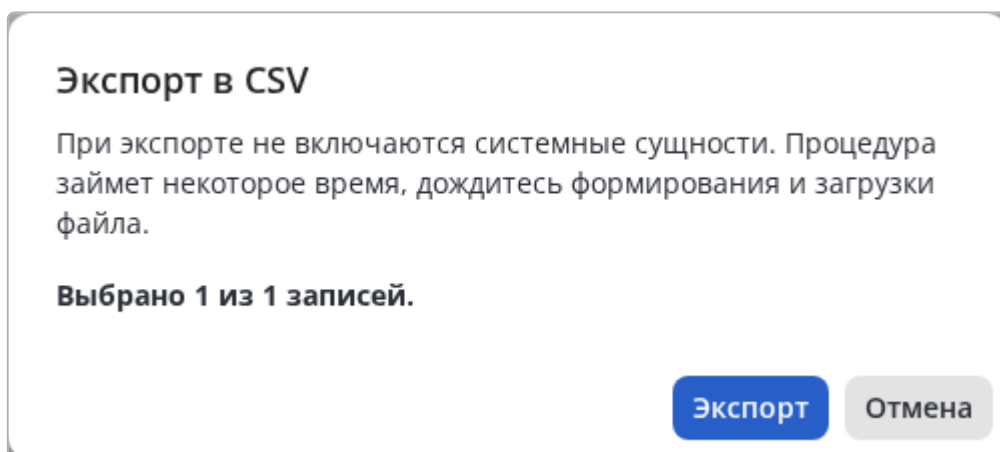 Экспорт в CSV
При экспорте не включаются системные сущности. Процедура
займет некоторое время, дождитесь формирования и загрузки
файла.
Выбрано 1 из 1 записей.
Экспорт Отмена